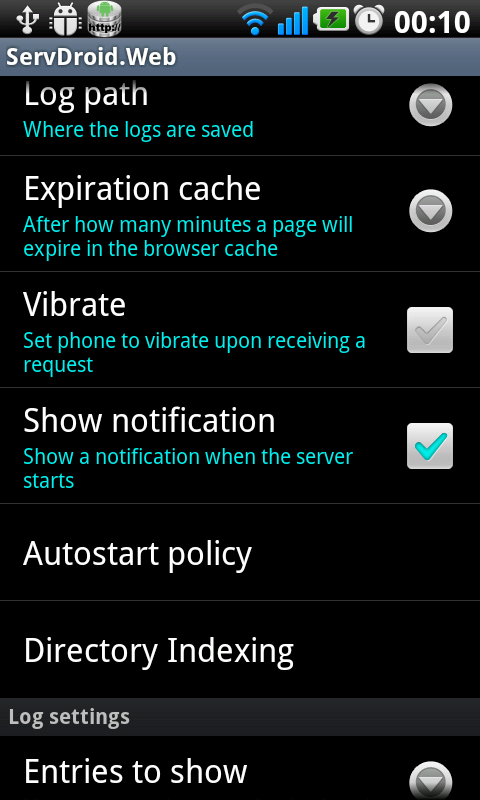 http://
00:10
ServDroid.Web
Log path
Where the logs are saved
Expiration cache
After how many minutes a page will
expire in the browser cache
Vibrate
Set phone to vibrate upon receiving a
request
Show notification
Show a notification when the server
starts
Autostart policy
Directory Indexing
Log settings
Entries to show